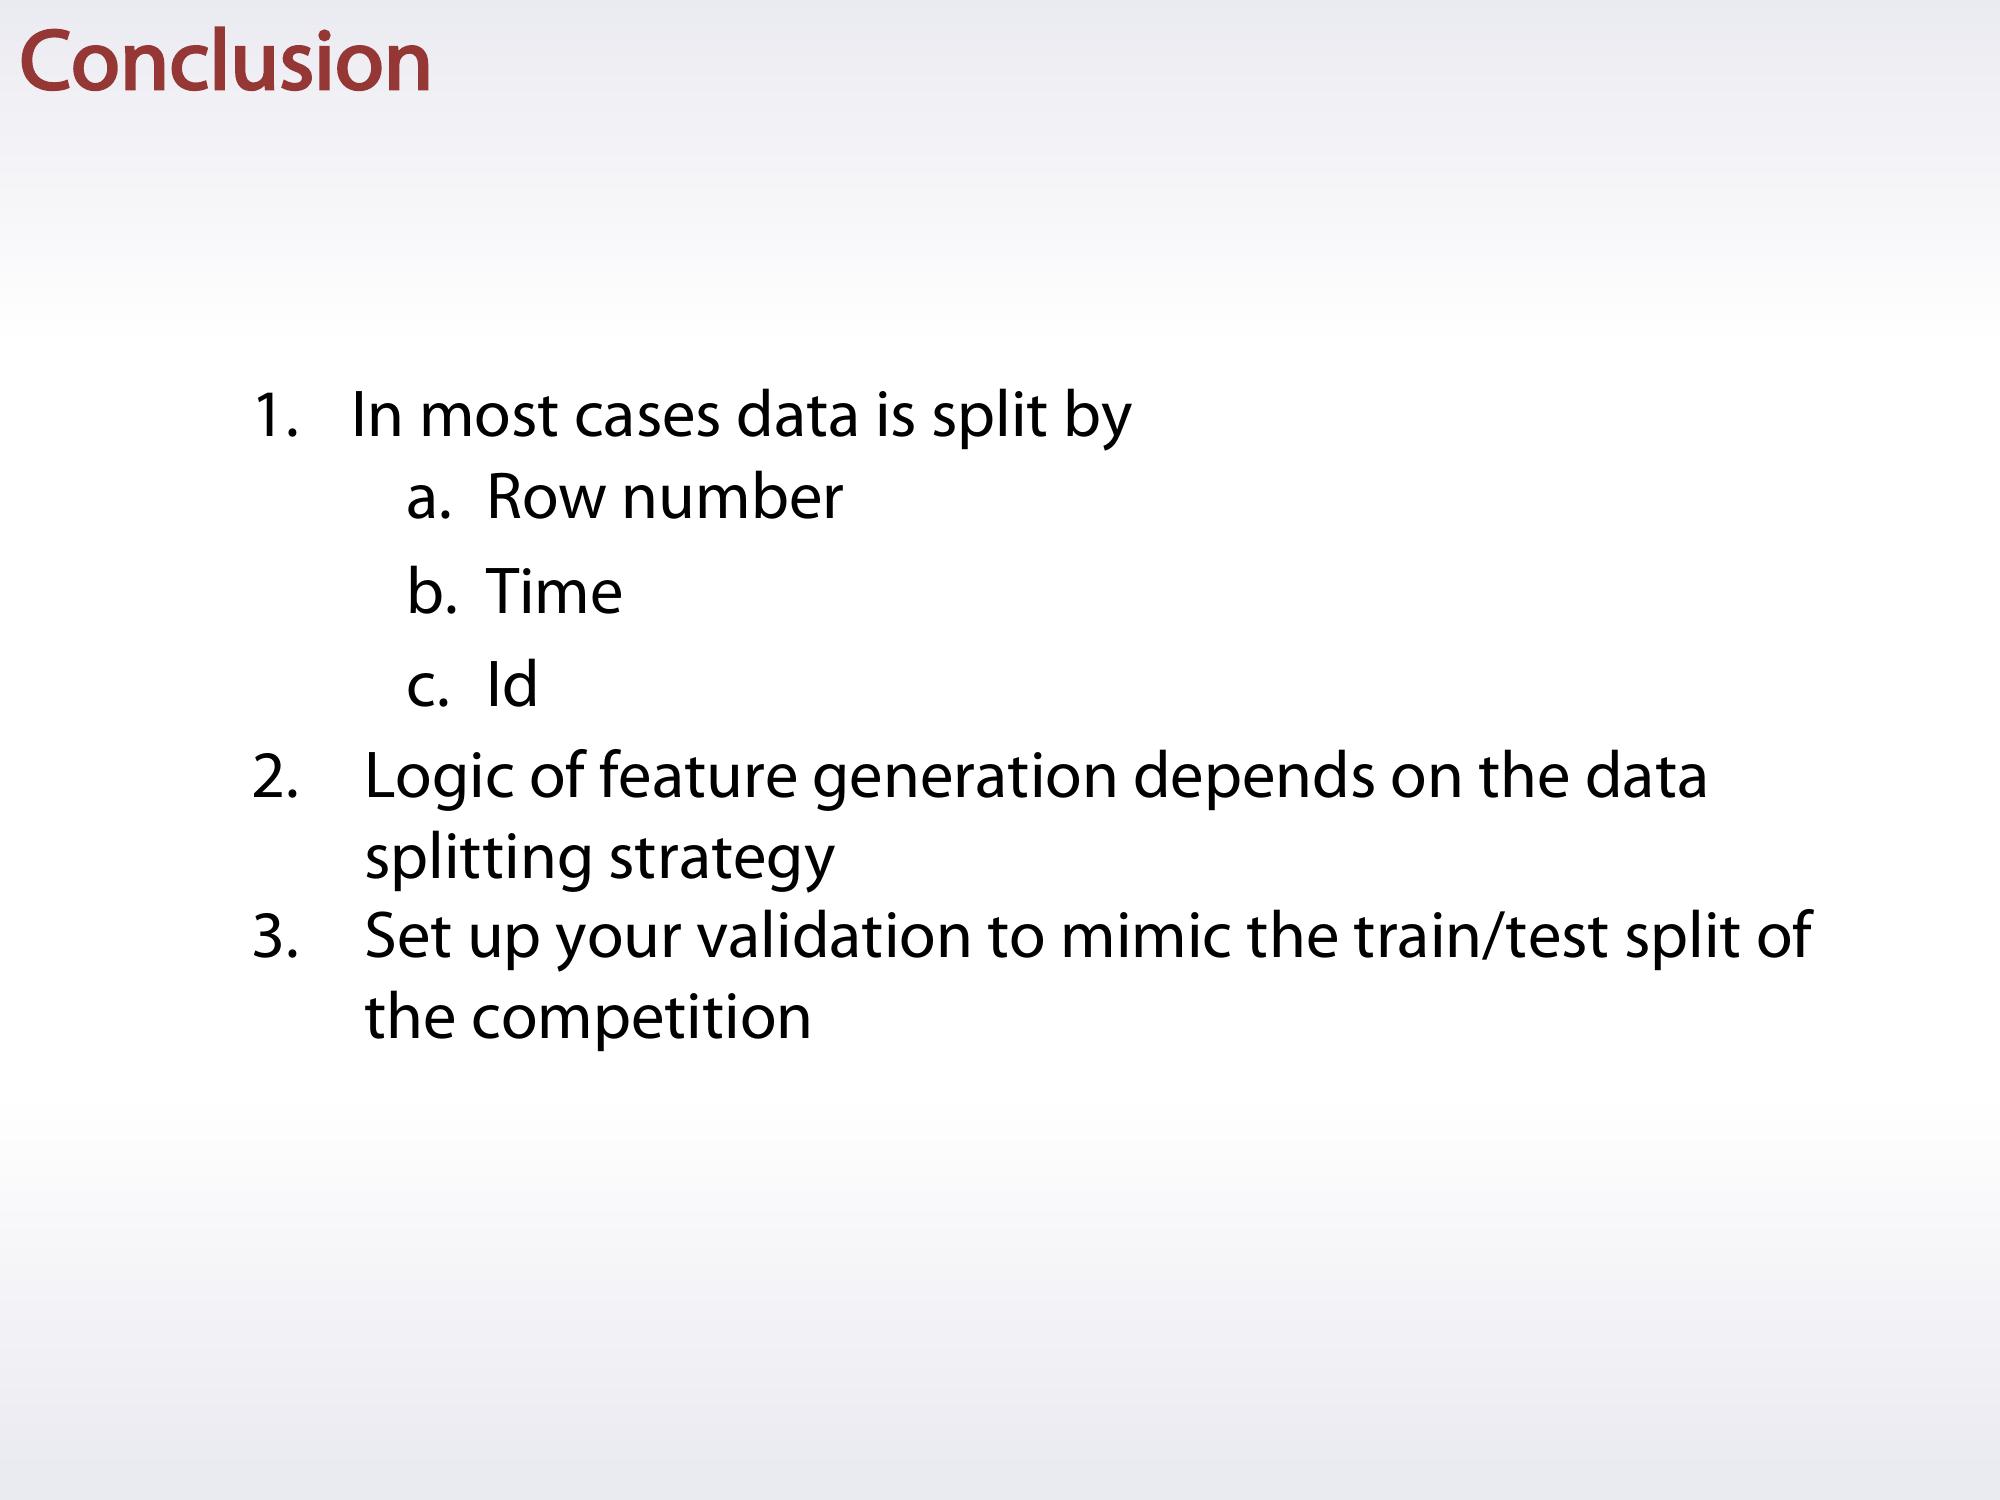 Conclusion
1. In most cases data is split by
a. Row number
b. Time
c. Id
2. Logic of feature generation depends on the data
splitting strategy
3. Set up your validation to mimic the train/test split of
the competition